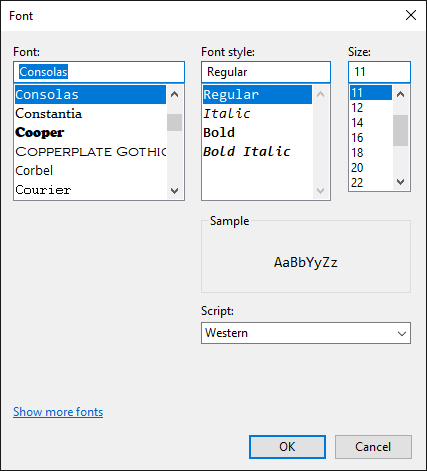 Font
Font: Font style: Size:
Consolas Regular 11
Consolas Regular 11
Constantia Italic 12
Cooper Bold 14
Copperplate Gothic Bold Italic 16
Corbel 18
Courier 20
22
Sample
AaBbYyZz
Script:
Western
Show more fonts
OK Cancel